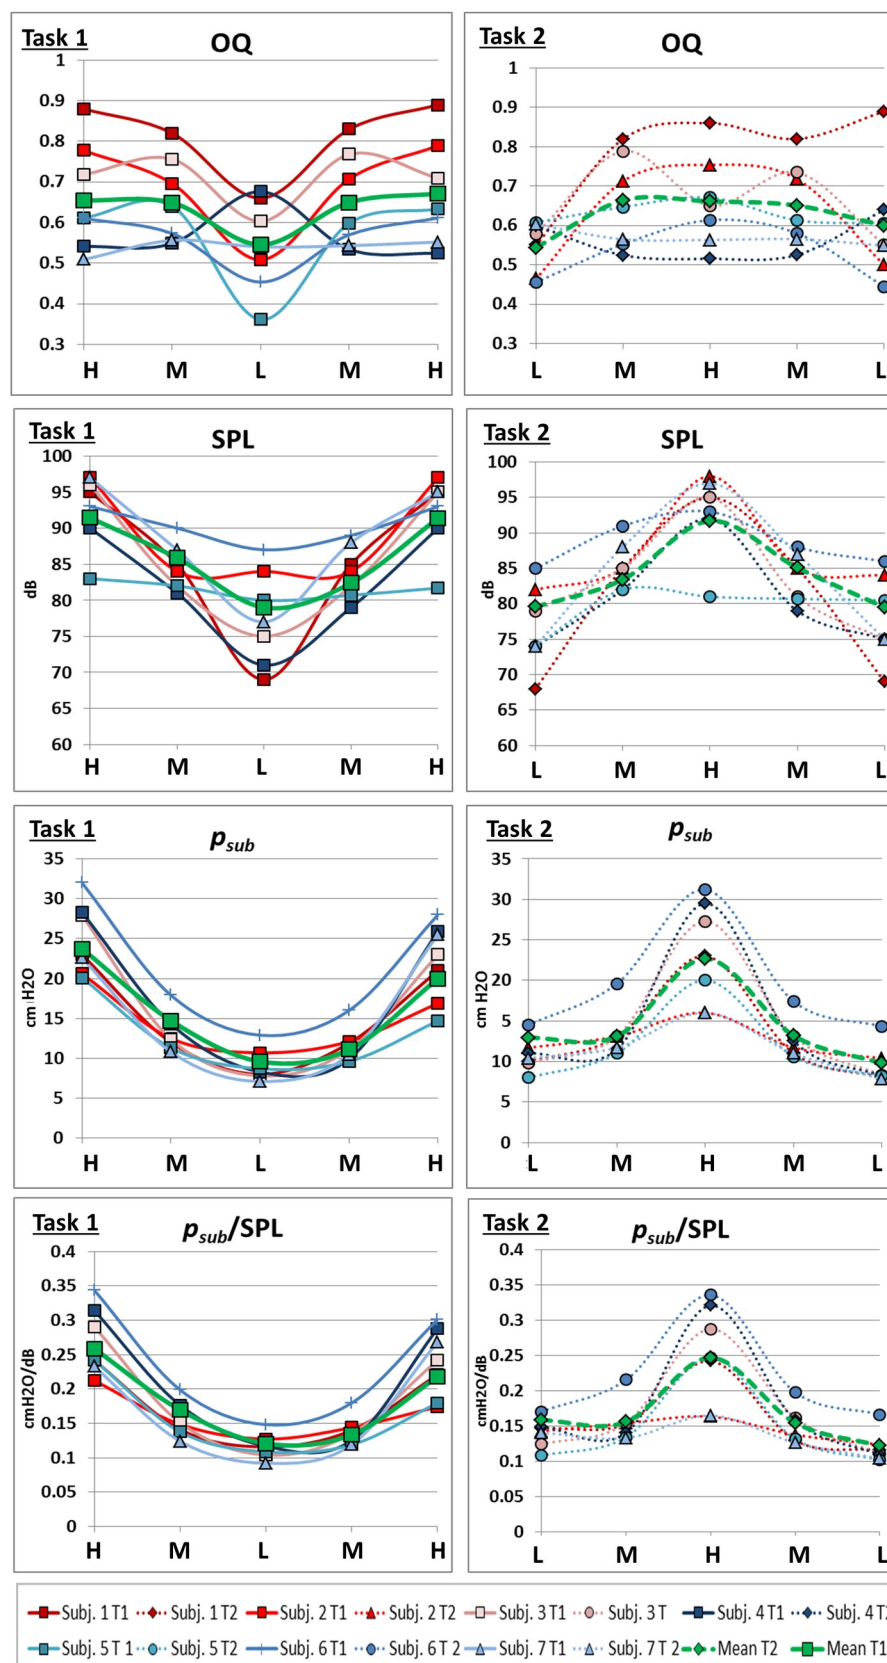 Task 1 OQ
1
0.9
0.8
0.7
0.6
0.5
0.4
0.3
H M L M H
Task 2 OQ
1
0.9
0.8
0.7
0.6
0.5
0.4
0.3
L M H M L
Task 1 SPL
100
95
90
85
80
75
70
65
60
dB
H M L M H
Task 2 SPL
100
95
90
85
80
75
70
65
60
dB
L M H M L
Task 1 psub
35
30
25
20
15
10
5
0
cm H2O
H M L M H
Task 2 psub
35
30
25
20
5
10
5
0
cm H2O
L M H M L
Task 1 psub/SPL
0.4
0.35
0.3
0.25
0.2
0.15
0.1
0.05
0
cmH2O/dB
H M L M H
Task 2 psub/SPL
0.4
0.35
0.3
0.25
0.2
0.15
0.1
0.05
0
cmH2O/dB
L M H M L
Subj. 1 T1 Subj. 1 T2 Subj. 2 T1 Subj. 2 T2 Subj. 3 T1 Subj. 3 T Subj. 4 T1 Subj. 4 T2
Subj. 5 T 1 Subj. 5 T2 Subj. 6 T1 Subj. 6 T 2 Subj. 7 T1 Subj. 7 T 2 Mean T2 Mean T1